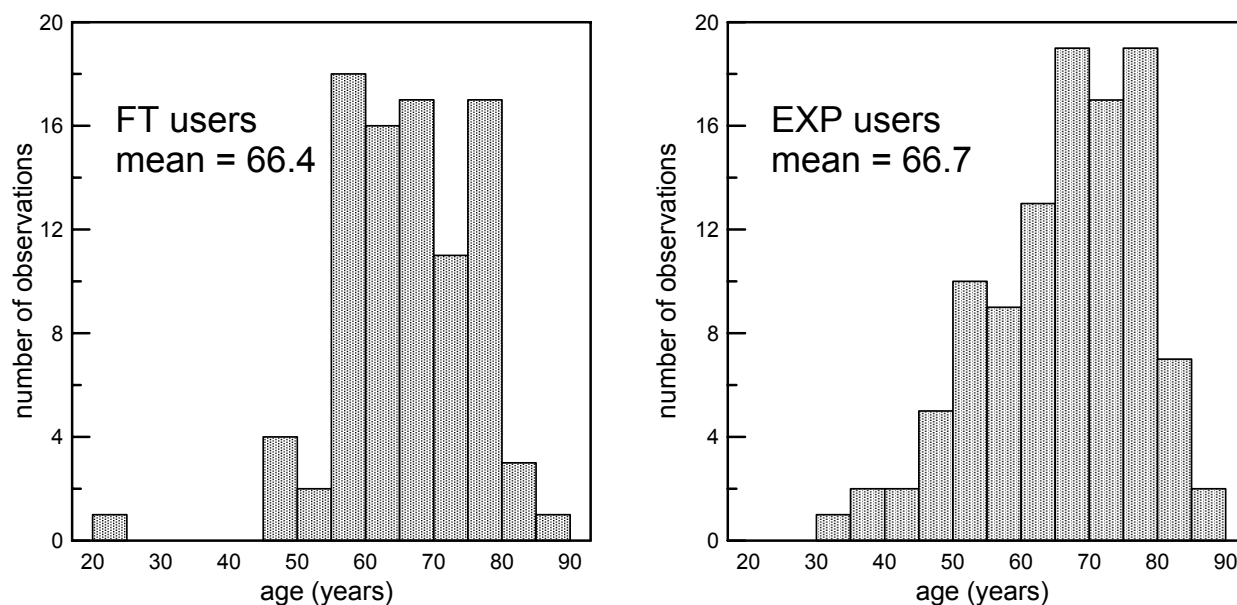 20
16
12
8
4
0
number of observations
FT users
mean = 66.4
20 30 40 50 60 70 80 90
age (years)
20
16
12
8
4
0
number of observations
EXP users
mean = 66.7
20 30 40 50 60 70 80 90
age (years)